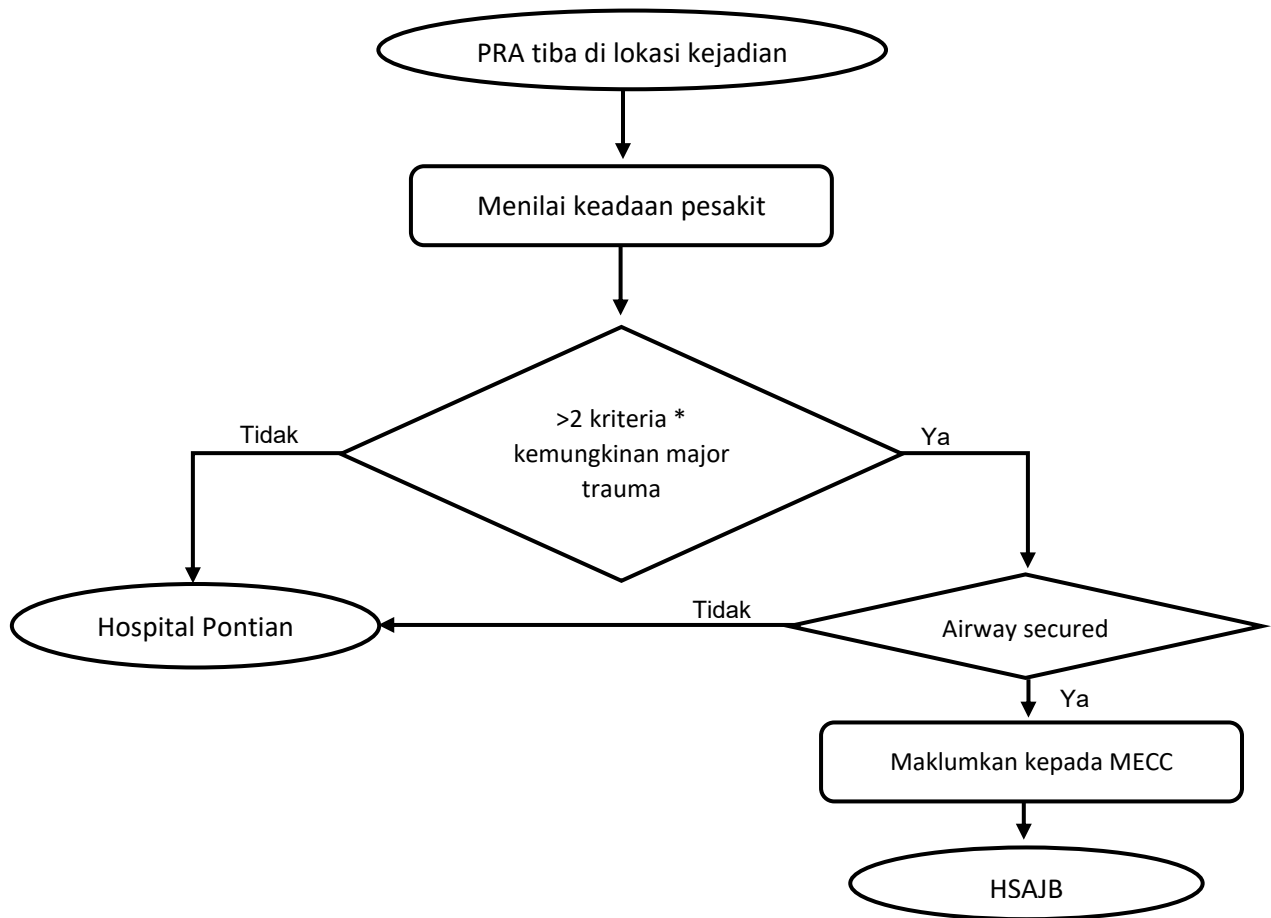 PRA tiba di lokasi kejadian
Menilai keadaan pesakit
>2 kriteria *
kemungkinan major
trauma
Tidak
Ya
Hospital Pontian
Tidak
Airway secured
Ya
Maklumkan kepada MECC
HSAJB